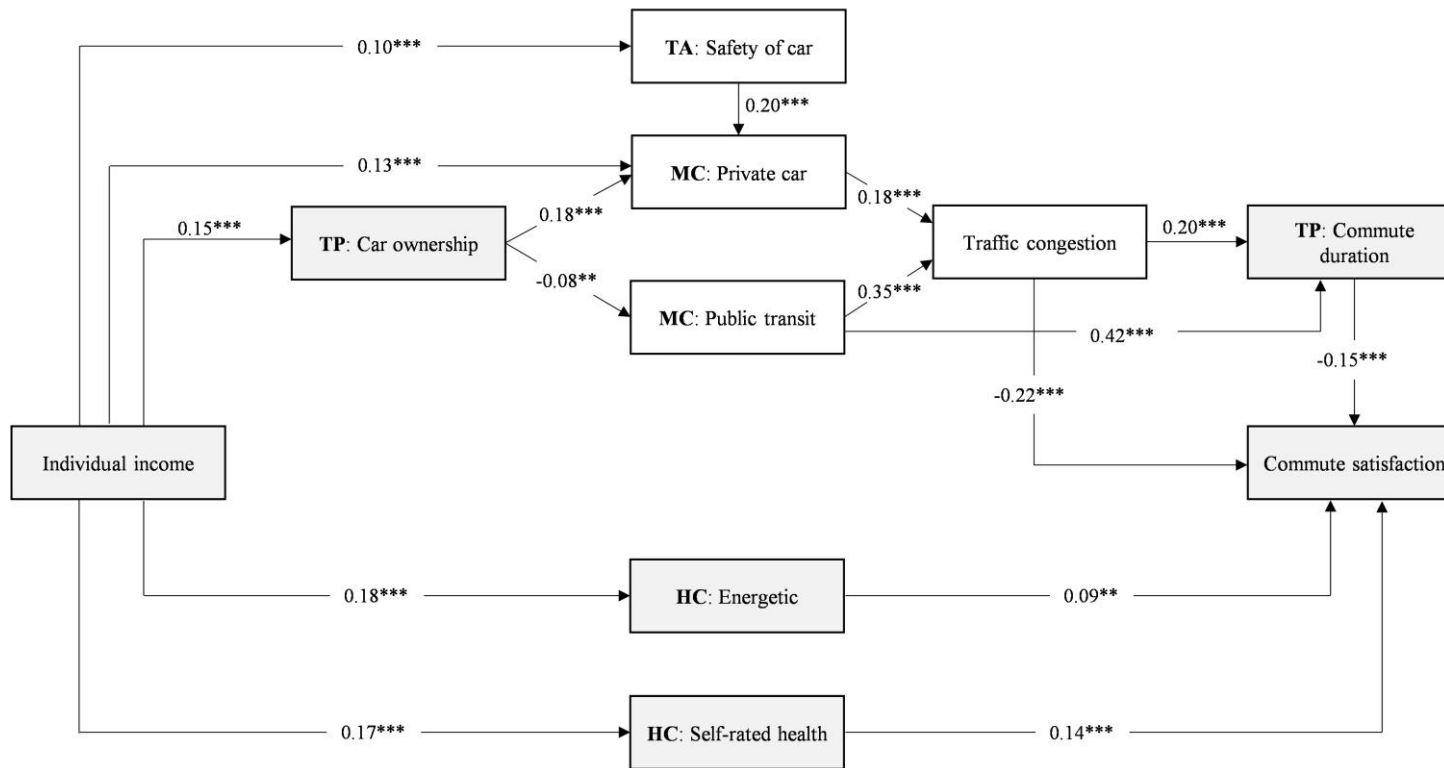 0.10***
TA: Safety of car
0.20***
0.13***
MC: Private car
0.18***
0.18***
0.15***
TP: Car ownership
Traffic congestion
0.20***
TP: Commute
duration
-0.08**
0.35***
MC: Public transit
0.42***
-0.15***
-0.22***
Individual income
Commute satisfaction
0.18***
HC: Energetic
0.09**
0.17***
HC: Self-rated health
0.14***